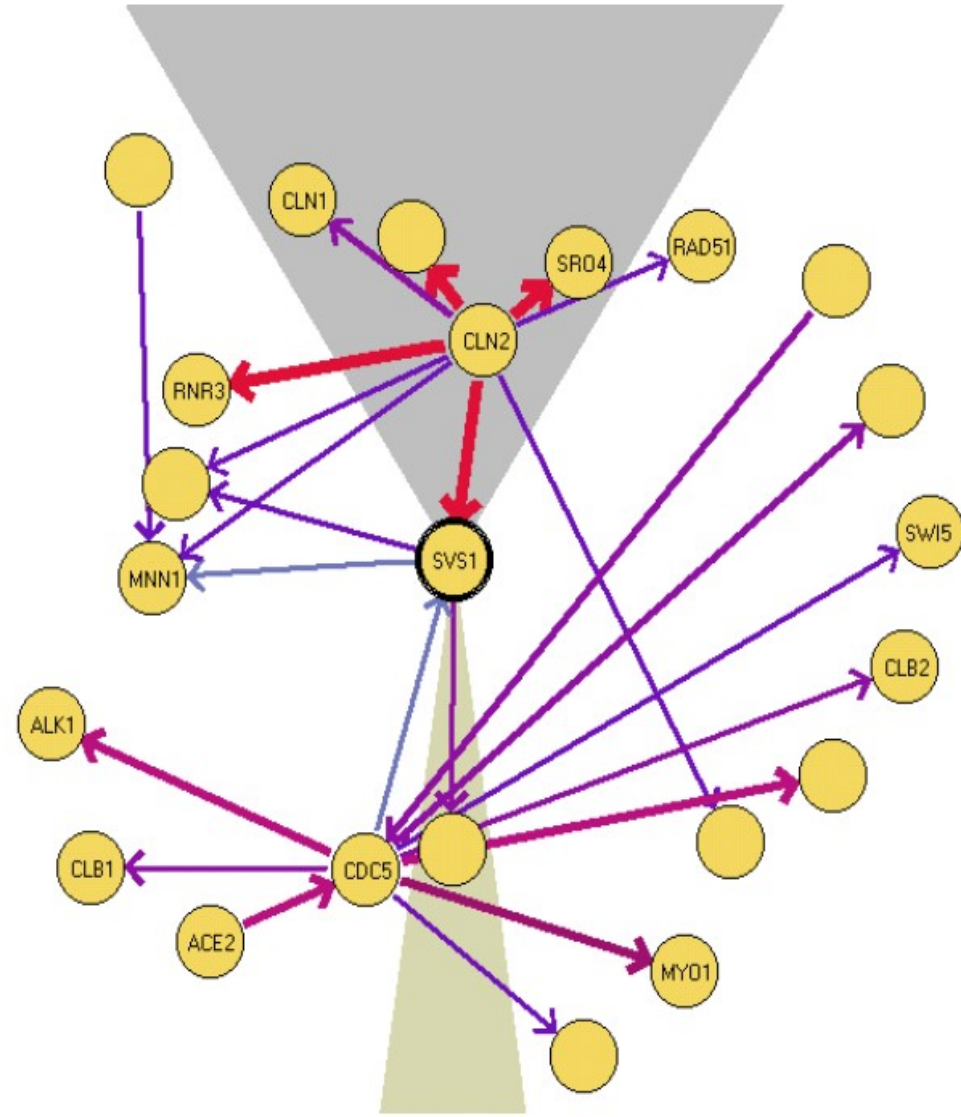 CLN1
SRO4
RAD51
CLN2
RNR3
SVS1
SWI5
MNN1
CLB2
ALK1
CLB1
CDC5
ACE2
MYO1